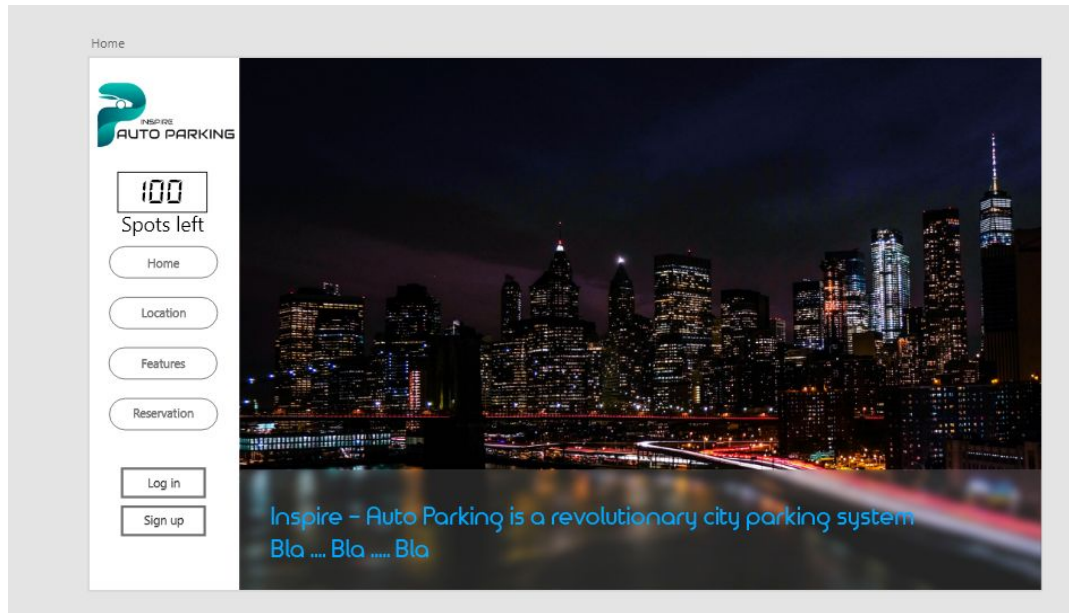 Home
INSPIRE
AUTO PARKING
100
Spots left
Home
Location
Features
Reservation
Log in
Sign up
Inspire - Auto Parking is a revolutionary city parking system
Bla .... Bla ..... Bla